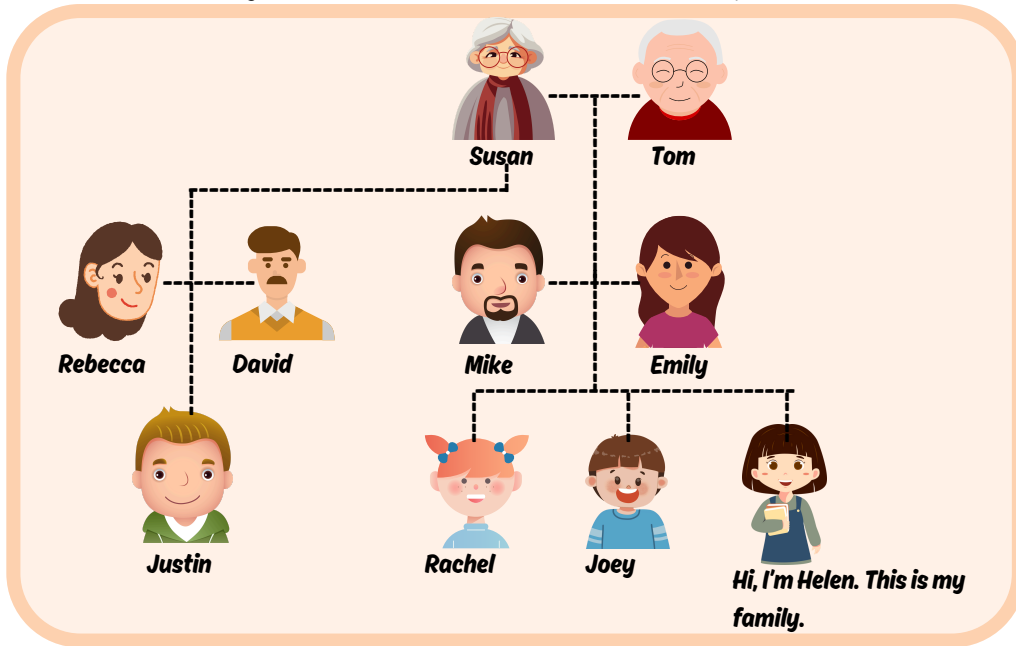 Susan
Tom
Rebecca
David
Mike
Emily
Justin
Rachel
Joey
Hi, I'm Helen. This is my
family.